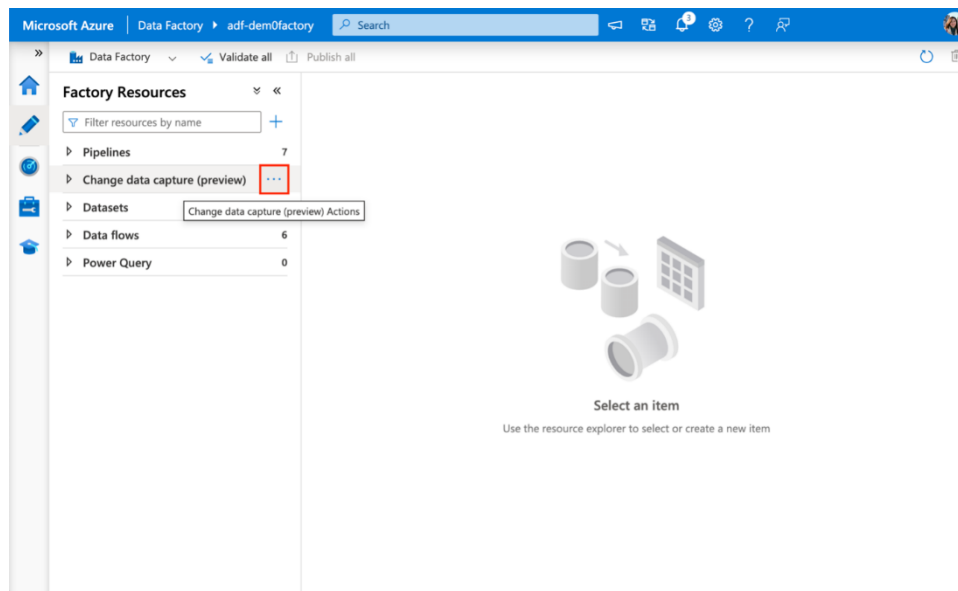 Microsoft Azure Data Factory adf-dem0factory Search 3 ?
Data Factory Validate all Publish all
Factory Resources
Filter resources by name
Pipelines 7
Change data capture (preview) ...
Datasets
Change data capture (preview) Actions
Data flows 6
Power Query 0
Select an item
Use the resource explorer to select or create a new item